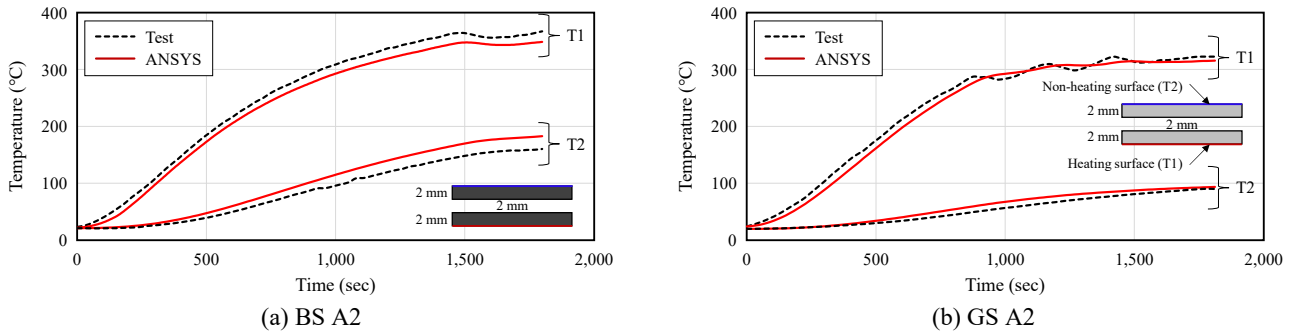 400
300
200
100
0
Temperature (°C)
Test
ANSYS
T1
T2
2 mm
2 mm
2 mm
0
500
1,000
1,500
2,000
Time (sec)
(a) BS A2
400
300
200
100
0
Temperature (°C)
Test
ANSYS
T1
Non-heating surface (T2)
2 mm
2 mm
2 mm
Heating surface (T1)
T2
0
500
1,000
1,500
2,000
Time (sec)
(b) GS A2